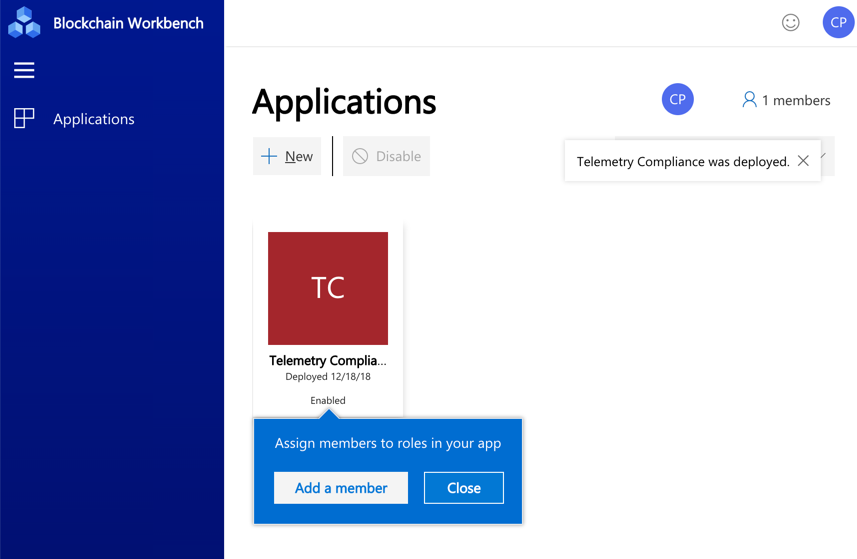 Blockchain Workbench
CP
Applications
Applications
CP
1 members
New
Disable
Telemetry Compliance was deployed.
TC
Telemetry Complia...
Deployed 12/18/18
Enabled
Assign members to roles in your app
Add a member
Close